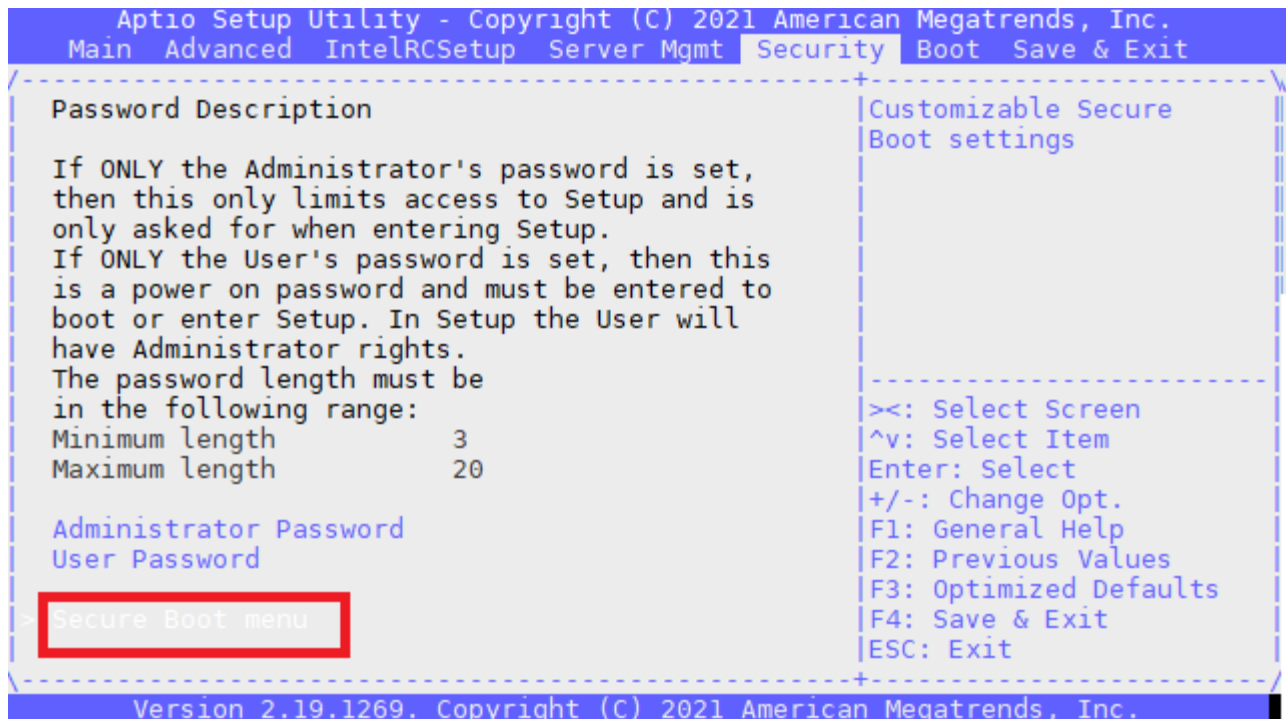 Aptio Setup Utility - Copyright (C) 2021 American Megatrends, Inc.
Main Advanced IntelRCSetup Server Mgmt Security Boot Save & Exit
Password Description
If ONLY the Administrator's password is set,
then this only limits access to Setup and is
only asked for when entering Setup.
If ONLY the User's password is set, then this
is a power on password and must be entered to
boot or enter Setup. In Setup the User will
have Administrator rights.
The password length must be
in the following range:
Minimum length 3
Maximum length 20
Administrator Password
User Password
> Secure Boot menu
Customizable Secure
Boot settings
><: Select Screen
^v: Select Item
Enter: Select
+/-: Change Opt.
F1: General Help
F2: Previous Values
F3: Optimized Defaults
F4: Save & Exit
ESC: Exit
Version 2.19.1269. Copyright (C) 2021 American Megatrends, Inc.